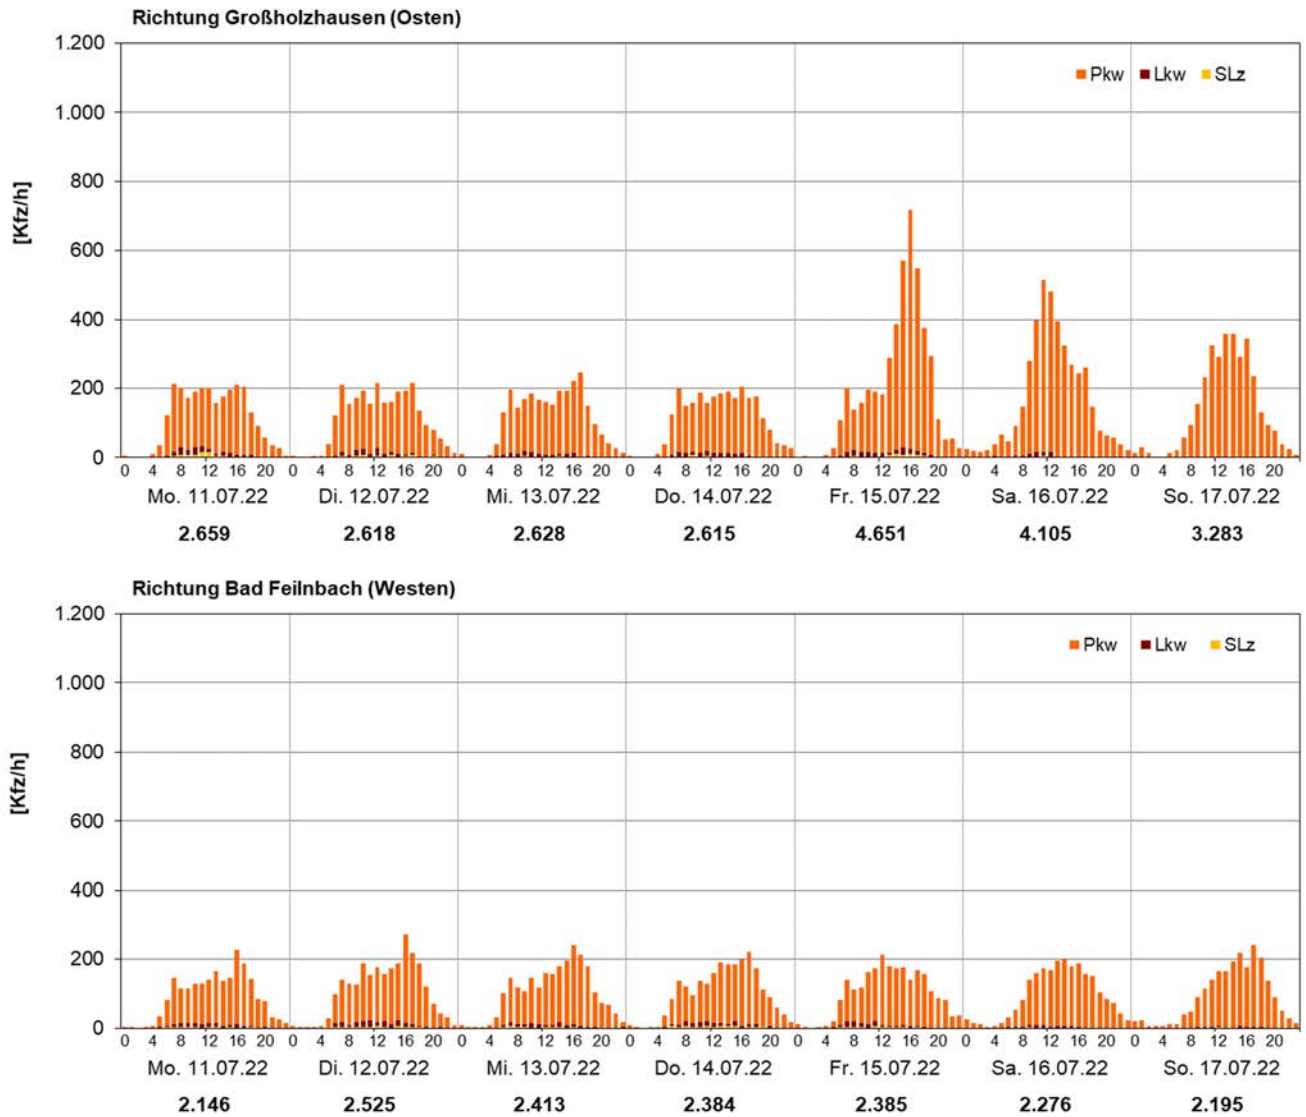 Richtung Großholzhausen (Osten)
1.200
Pkw Lkw SLz
1.000
800
[Kfz/h]
600
400
200
0
0 4 8 12 16 20 0 4 8 12 16 20 0 4 8 12 16 20 0 4 8 12 16 20 0 4 8 12 16 20 0 4 8 12 16 20 0 4 8 12 16 20
Mo. 11.07.22 Di. 12.07.22 Mi. 13.07.22 Do. 14.07.22 Fr. 15.07.22 Sa. 16.07.22 So. 17.07.22
2.659 2.618 2.628 2.615 4.651 4.105 3.283
Richtung Bad Feilnbach (Westen)
1.200
Pkw Lkw SLz
1.000
800
[Kfz/h]
600
400
200
0
0 4 8 12 16 20 0 4 8 12 16 20 0 4 8 12 16 20 0 4 8 12 16 20 0 4 8 12 16 20 0 4 8 12 16 20 0 4 8 12 16 20
Mo. 11.07.22 Di. 12.07.22 Mi. 13.07.22 Do. 14.07.22 Fr. 15.07.22 Sa. 16.07.22 So. 17.07.22
2.146 2.525 2.413 2.384 2.385 2.276 2.195